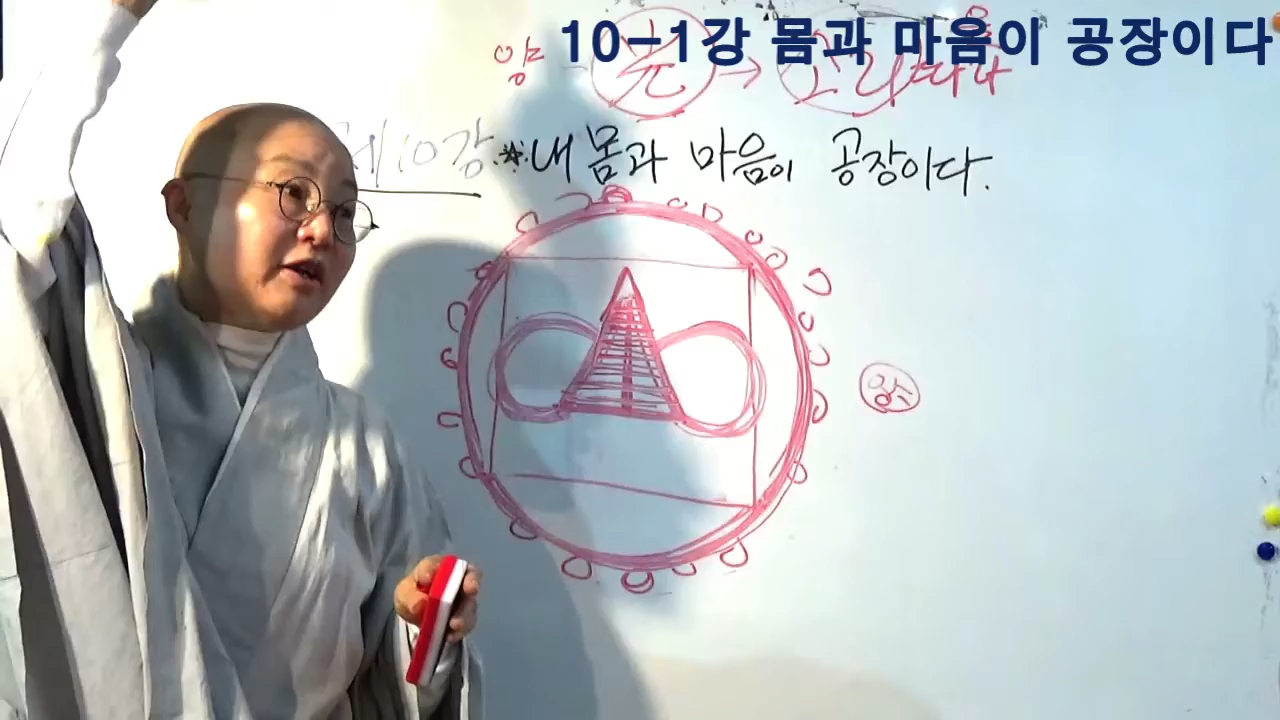 10-1강 몸과 마음이 공장이다
양
제10강 * 내 몸과 마음이 공장이다.